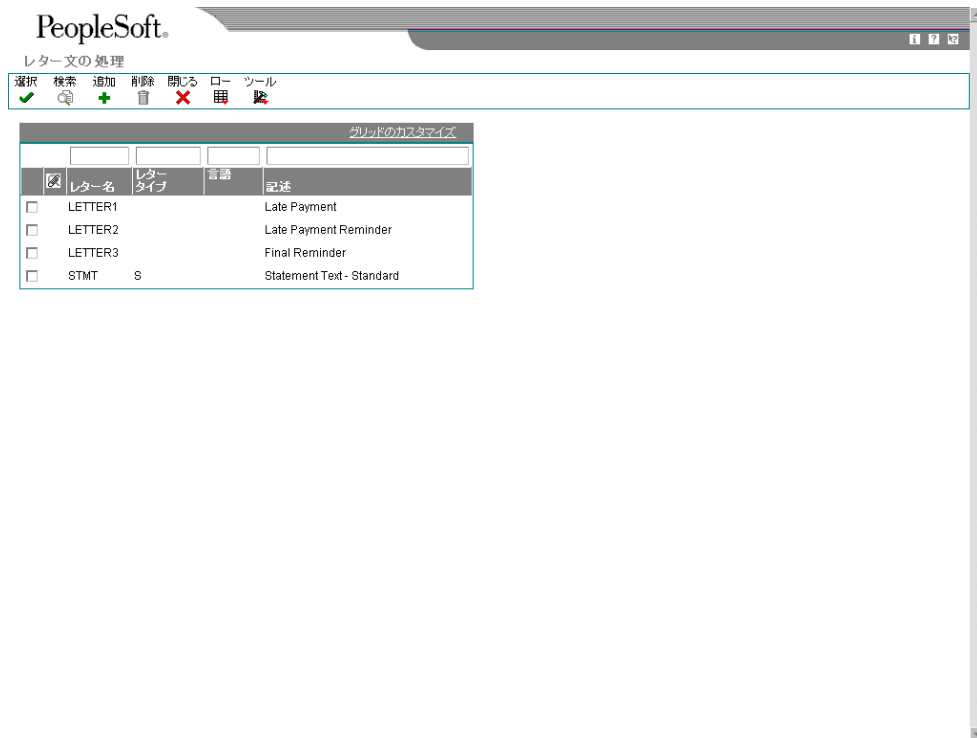 PeopleSoft®
レター文の処理
選択 検索 追加 削除 閉じる ロー ツール
グリッドのカスタマイズ
レター名 レタータイプ 言語 記述
LETTER1 Late Payment
LETTER2 Late Payment Reminder
LETTER3 Final Reminder
STMT S Statement Text - Standard